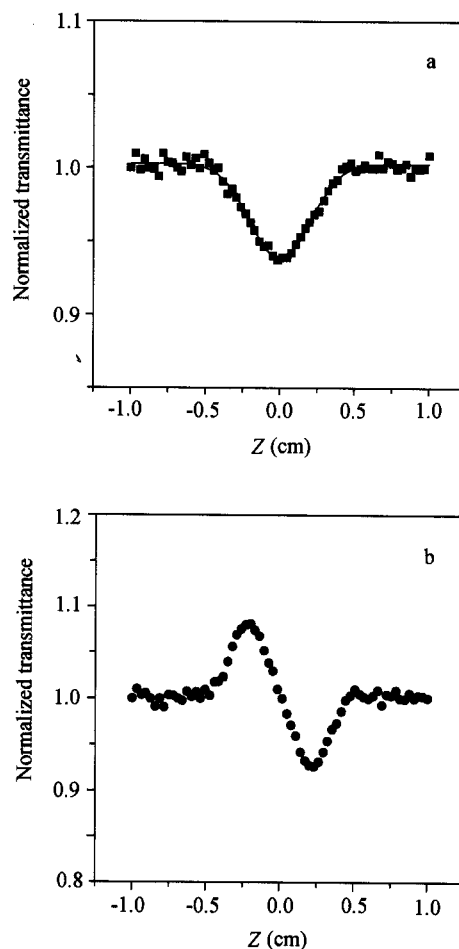 1.1
a
1.0
0.9
Normalized transmittance
-1.0 -0.5 0.0 0.5 1.0
Z (cm)
1.2
b
1.1
1.0
0.9
0.8
Normalized transmittance
-1.0 -0.5 0.0 0.5 1.0
Z (cm)